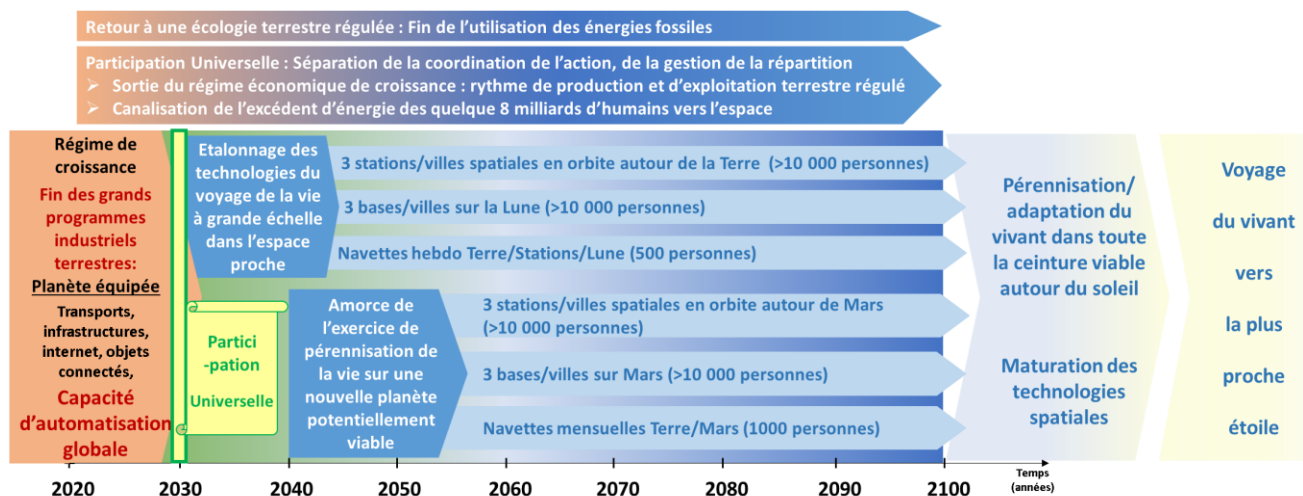 Retour à une écologie terrestre régulée : Fin de l'utilisation des énergies fossiles
Participation Universelle : Séparation de la coordination de l'action, de la gestion de la répartition
➢ Sortie du régime économique de croissance : rythme de production et d'exploitation terrestre régulé
➢ Canalisation de l'excédent d'énergie des quelque 8 milliards d'humains vers l'espace
Régime de
croissance
Fin des grands
programmes
industriels
terrestres:
Planète équipée
Transports,
infrastructures,
internet, objets
connectés,
Capacité
d'automatisation
globale
Etalonnage des
technologies du
voyage de la vie
à grande échelle
dans l'espace
proche
3 stations/villes spatiales en orbite autour de la Terre (>10 000 personnes)
3 bases/villes sur la Lune (>10 000 personnes)
Navettes hebdo Terre/Stations/Lune (500 personnes)
Partici
-pation
Universelle
Amorce de
l'exercice de
pérennisation de
la vie sur une
nouvelle planète
potentiellement
viable
3 stations/villes spatiales en orbite autour de Mars
(>10 000 personnes)
3 bases/villes sur Mars (>10 000 personnes)
Navettes mensuelles Terre/Mars (1000 personnes)
Pérennisation/
adaptation du
vivant dans toute
la ceinture viable
autour du soleil
Maturation des
technologies
spatiales
Voyage
du vivant
vers
la plus
proche
étoile
2020 2030 2040 2050 2060 2070 2080 2090 2100
Temps
(années)